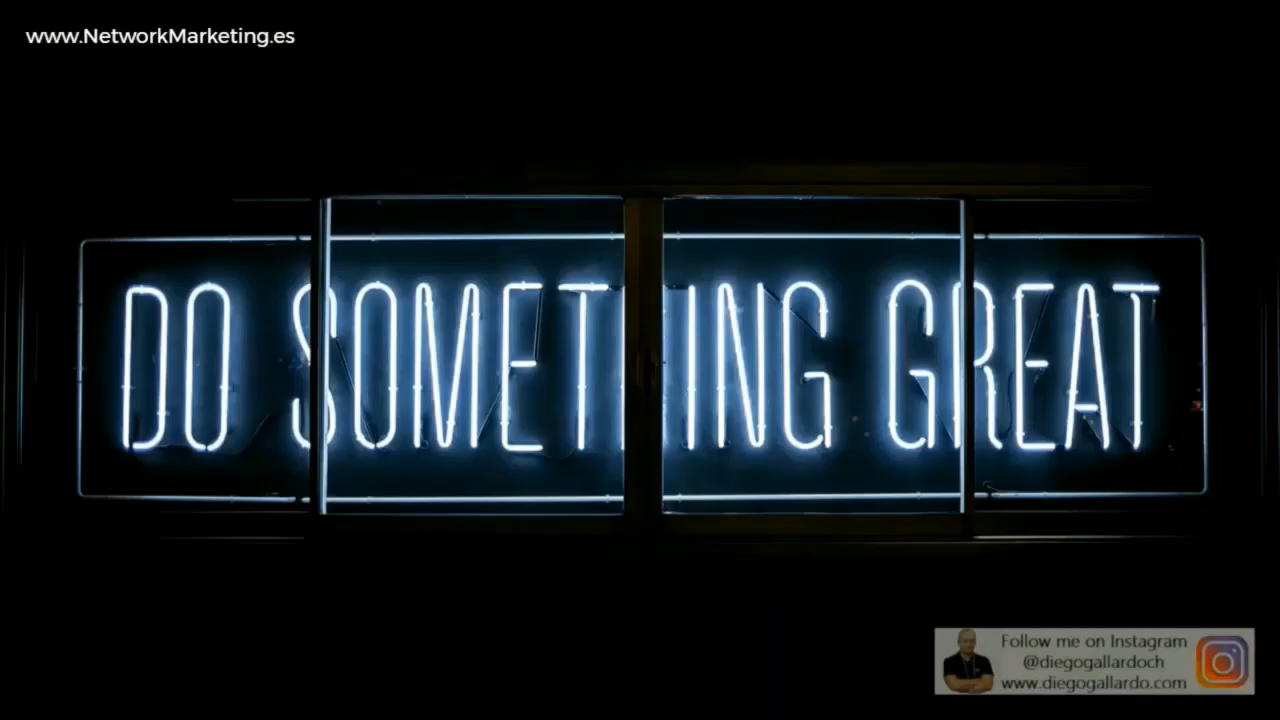 www.NetworkMarketing.es
DO SOMETHING GREAT
Follow me on Instagram
@diegogallardoch
www.diegogallardo.com